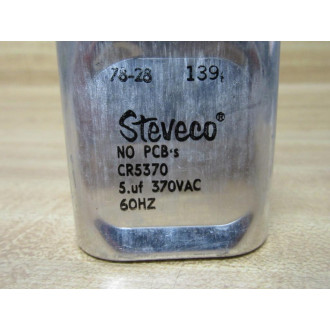 78-28 139
Steveco®
NO PCB's
CR5370
5.uf 370VAC
60HZ